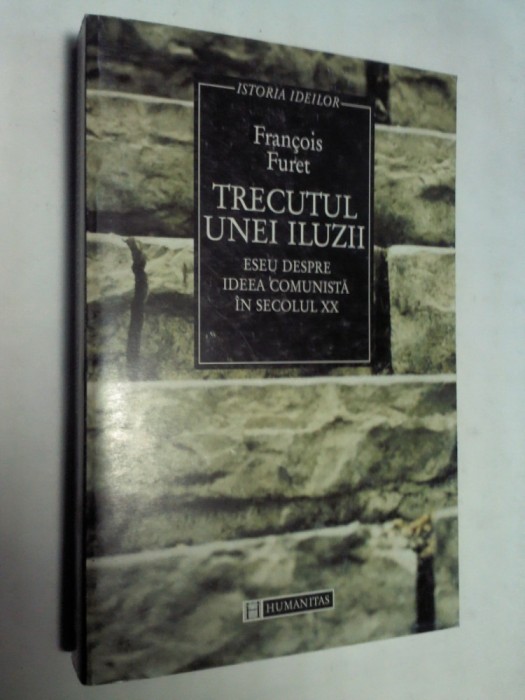 ISTORIA IDEILOR
François
Furet
TRECUTUL
UNEI ILUZII
ESEU DESPRE
IDEEA COMUNISTĂ
ÎN SECOLUL XX
H HUMANITAS